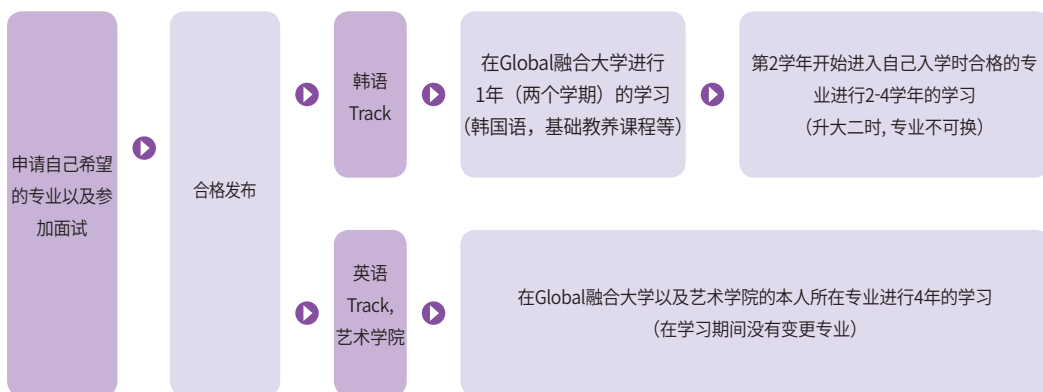 申请自己希望
的专业以及参
加面试
合格发布
韩语
Track
在Global融合大学进行
1年（两个学期）的学习
（韩国语，基础教养课程等）
第2学年开始进入自己入学时合格的专
业进行2-4学年的学习
（升大二时, 专业不可换）
英语
Track,
艺术学院
在Global融合大学以及艺术学院的本人所在专业进行4年的学习
（在学习期间没有变更专业）